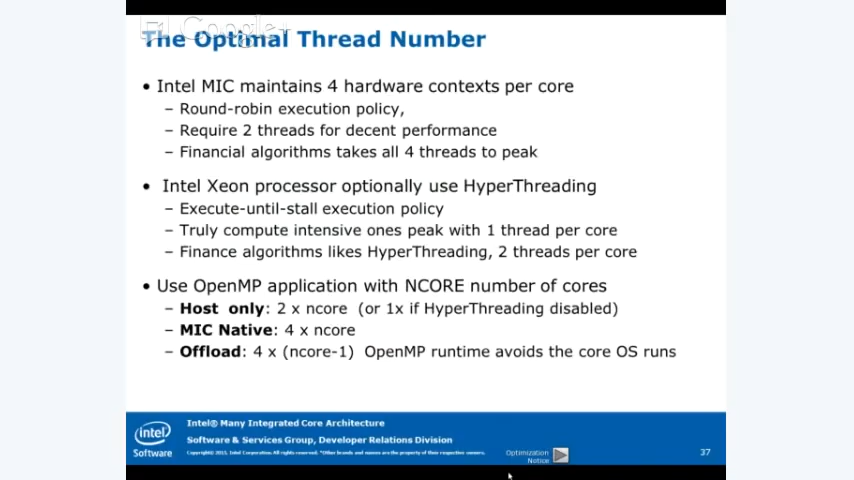 The Optimal Thread Number
• Intel MIC maintains 4 hardware contexts per core
– Round-robin execution policy,
– Require 2 threads for decent performance
– Financial algorithms takes all 4 threads to peak
• Intel Xeon processor optionally use HyperThreading
– Execute-until-stall execution policy
– Truly compute intensive ones peak with 1 thread per core
– Finance algorithms likes HyperThreading, 2 threads per core
• Use OpenMP application with NCORE number of cores
– Host only: 2 x ncore (or 1x if HyperThreading disabled)
– MIC Native: 4 x ncore
– Offload: 4 x (ncore-1) OpenMP runtime avoids the core OS runs
intel
Software
Intel® Many Integrated Core Architecture
Software & Services Group, Developer Relations Division
Copyright© 2013, Intel Corporation. All rights reserved. *Other brands and names are the property of their respective owners.
Optimization
Notice
37